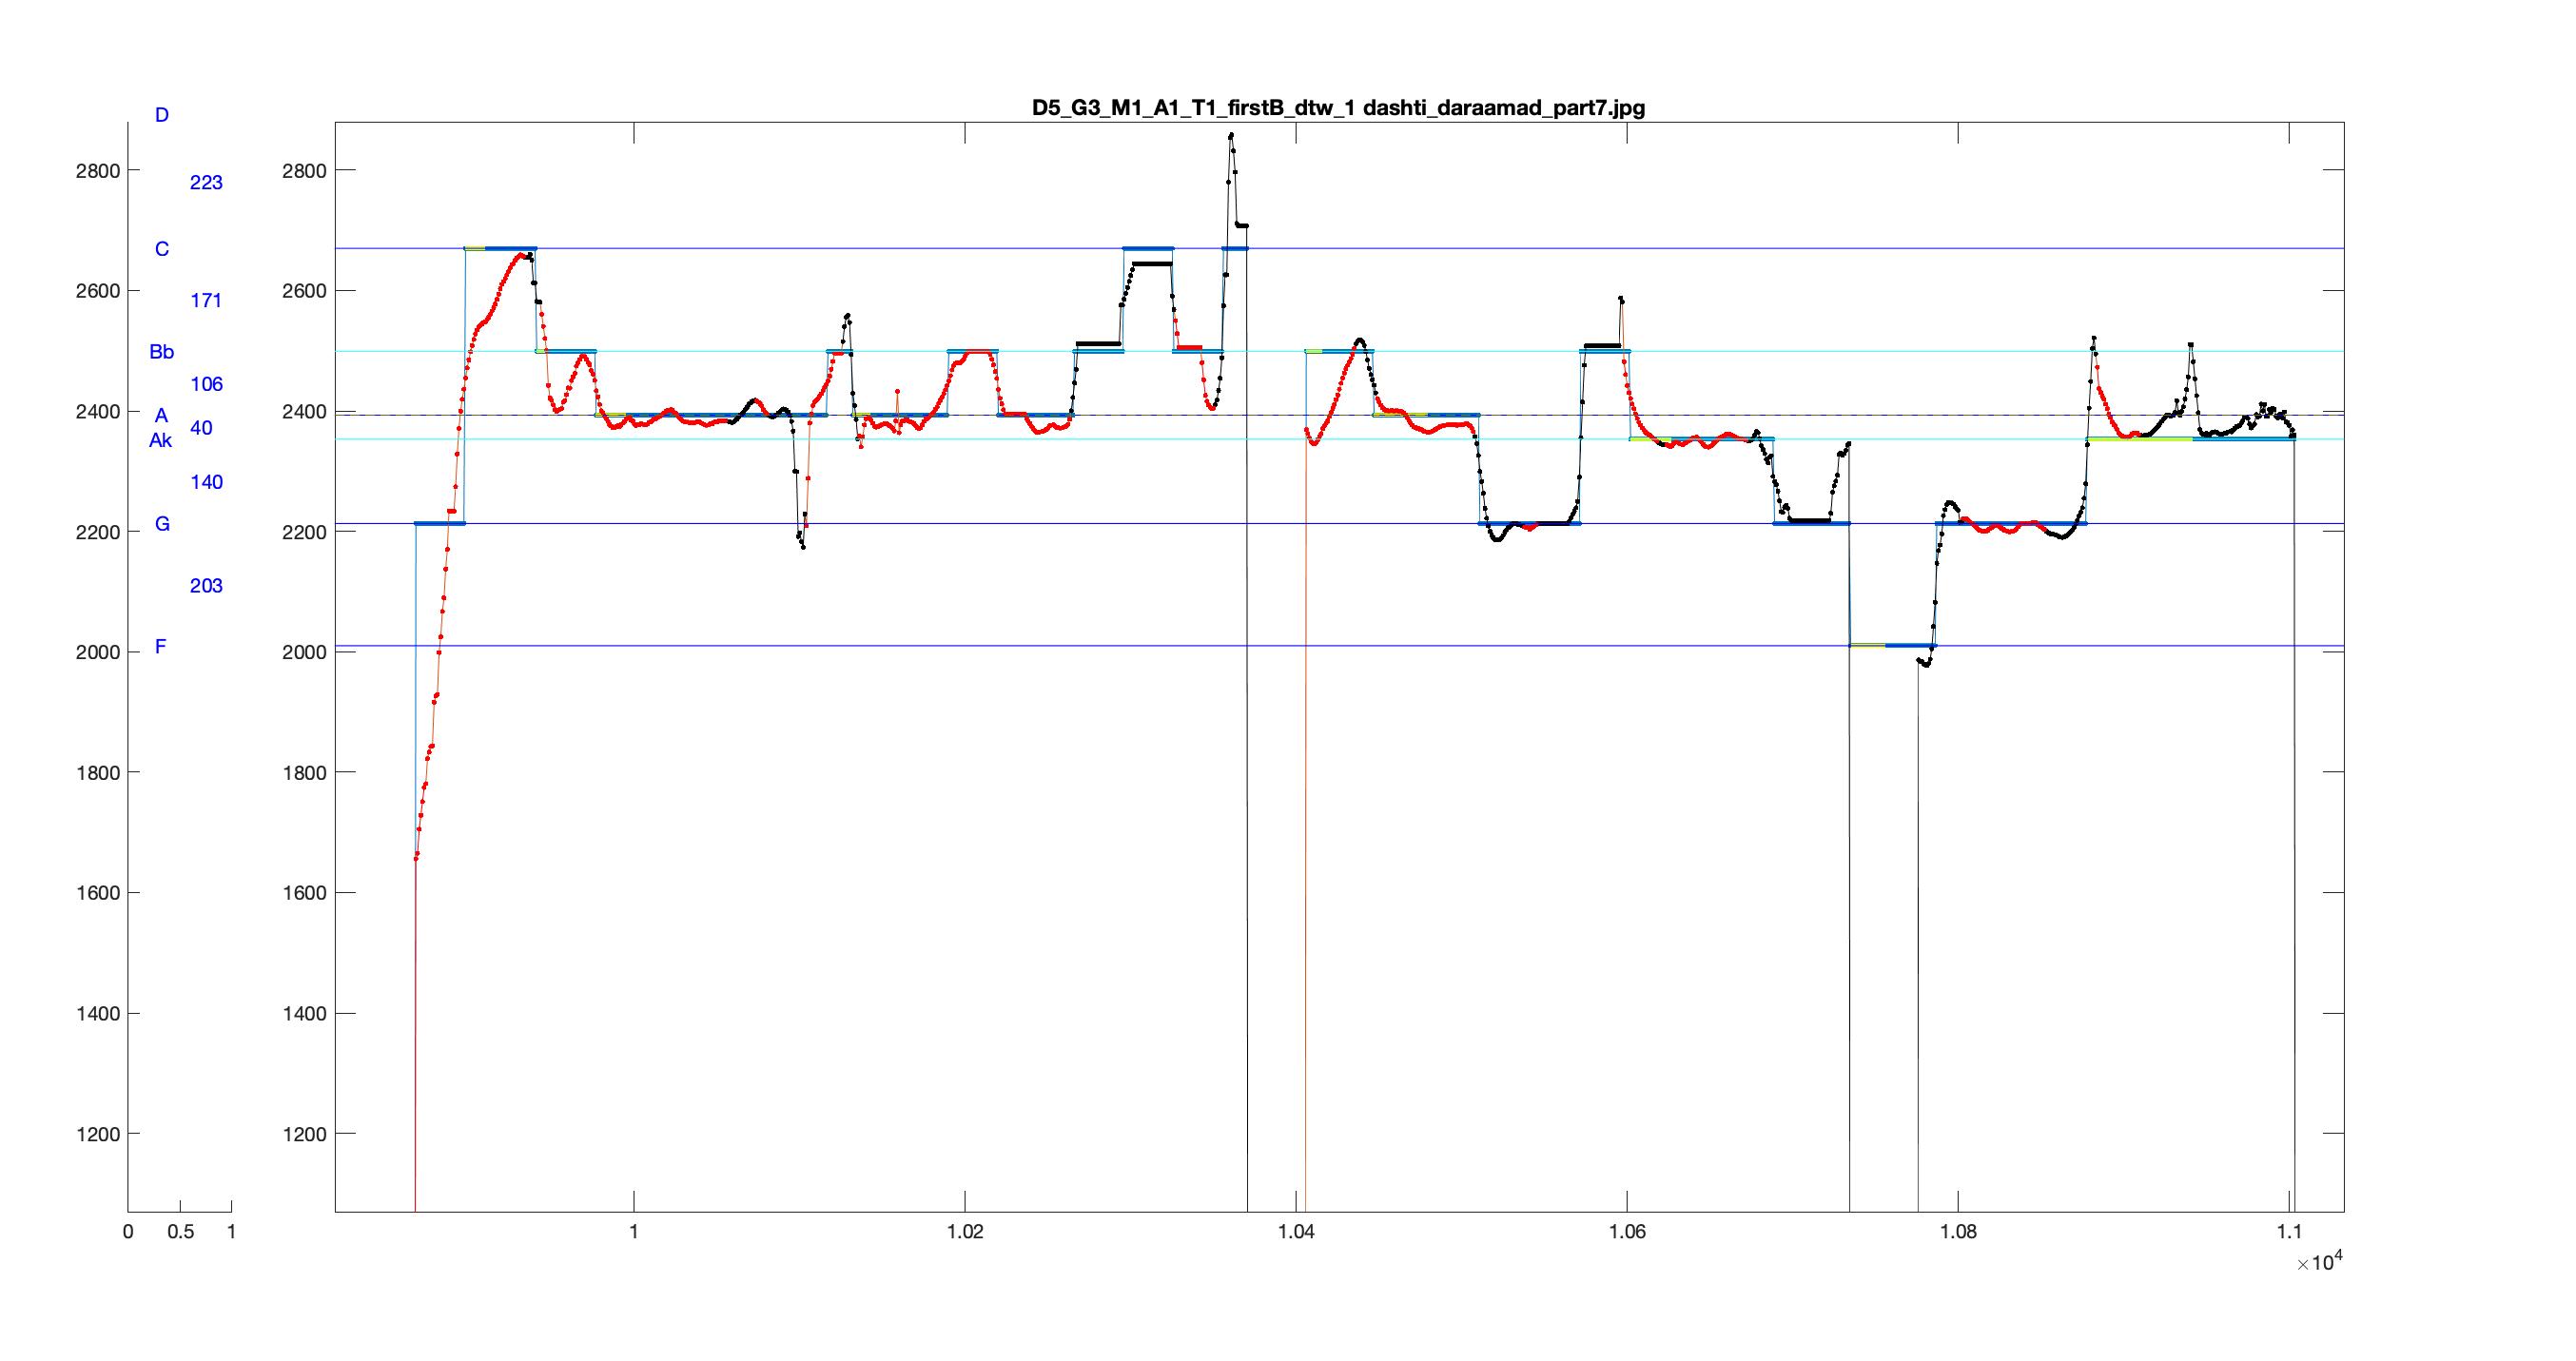 D5_G3_M1_A1_T1_firstB_dtw_1 dashti_daraamad_part7.jpg
D
2800 223 2800
C
2600 171 2600
Bb
106
2400 A 2400
40
Ak
140
2200 G 2200
203
2000 F 2000
1800 1800
1600 1600
1400 1400
1200 1200
0 0.5 1 1 1.02 1.04 1.06 1.08 1.1
×10⁴